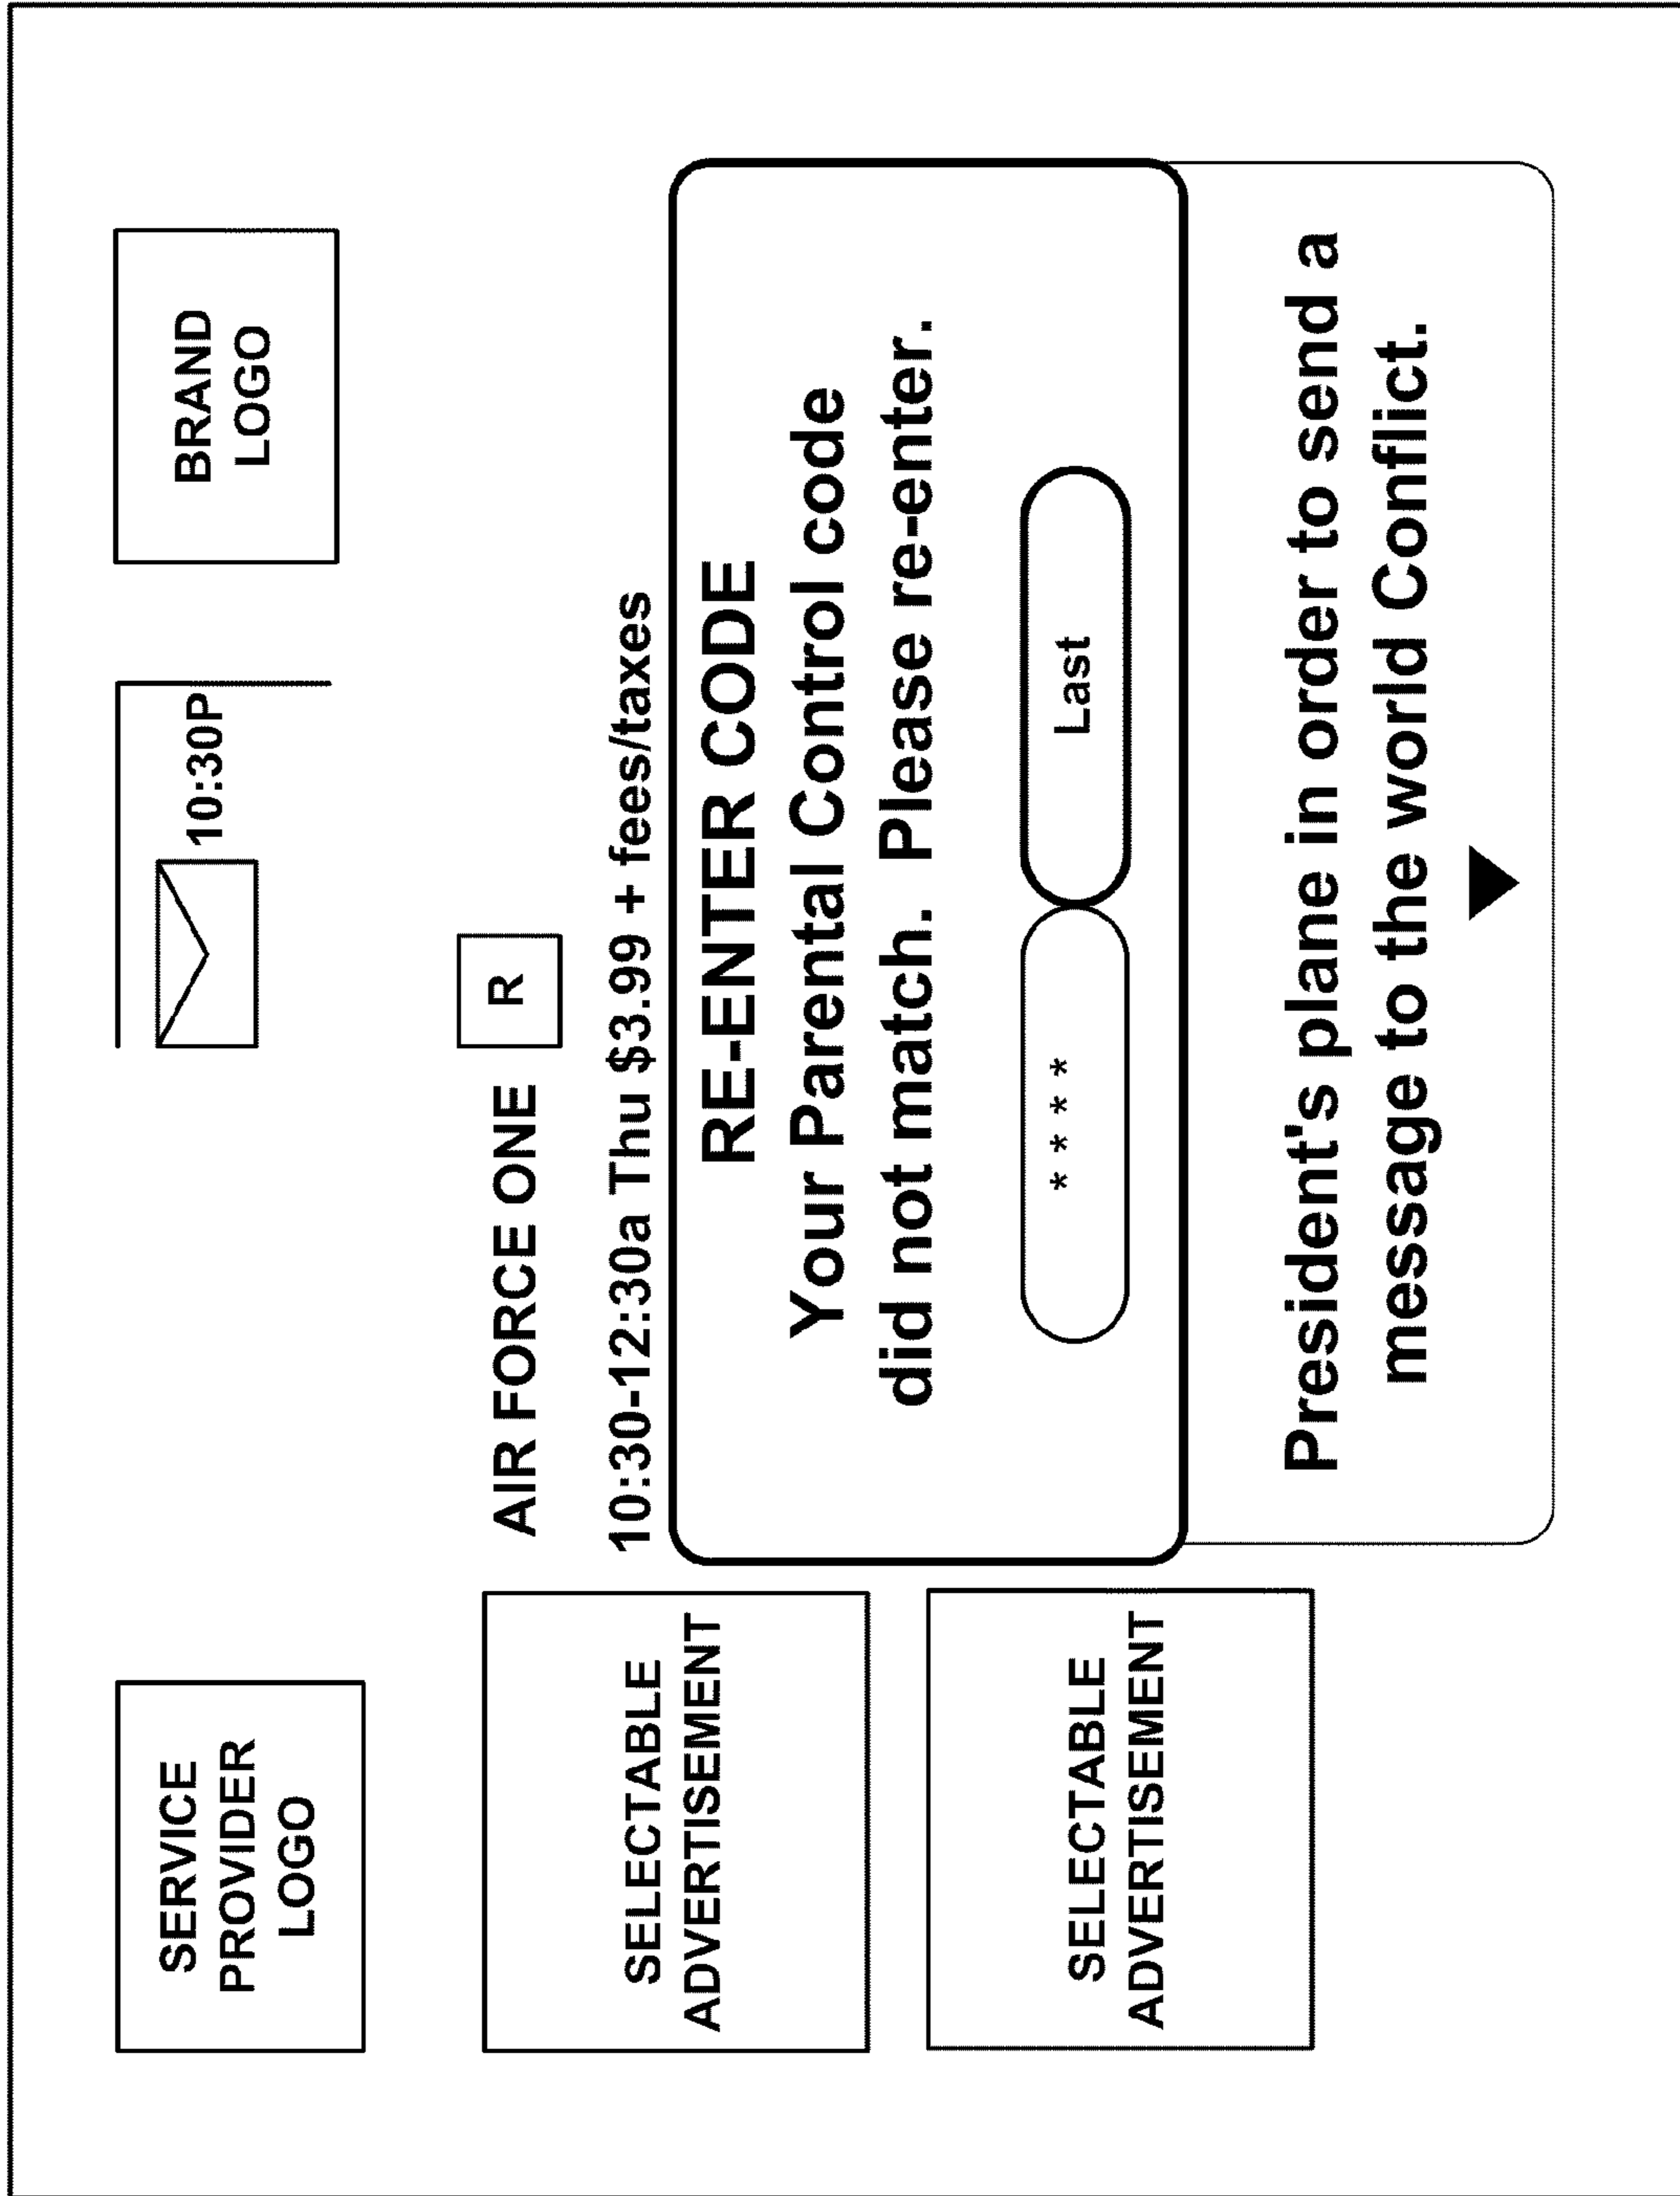 SERVICE
PROVIDER
LOGO
10:30P
BRAND
LOGO
AIR FORCE ONE R
10:30-12:30a Thu $3.99 + fees/taxes
SELECTABLE
ADVERTISEMENT
SELECTABLE
ADVERTISEMENT
RE-ENTER CODE
Your Parental Control code
did not match. Please re-enter.
* * * * Last
President's plane in order to send a
message to the world Conflict.